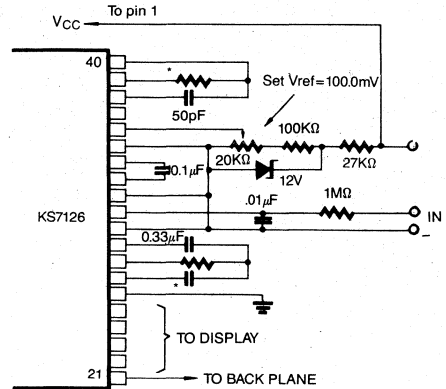 To pin 1
VCC
40
*
50pF
Set Vref=100.0mV
100KΩ
20KΩ
27KΩ
12V
0.1μF
KS7126
.01μF
1MΩ
IN
0.33μF
*
TO DISPLAY
21
TO BACK PLANE